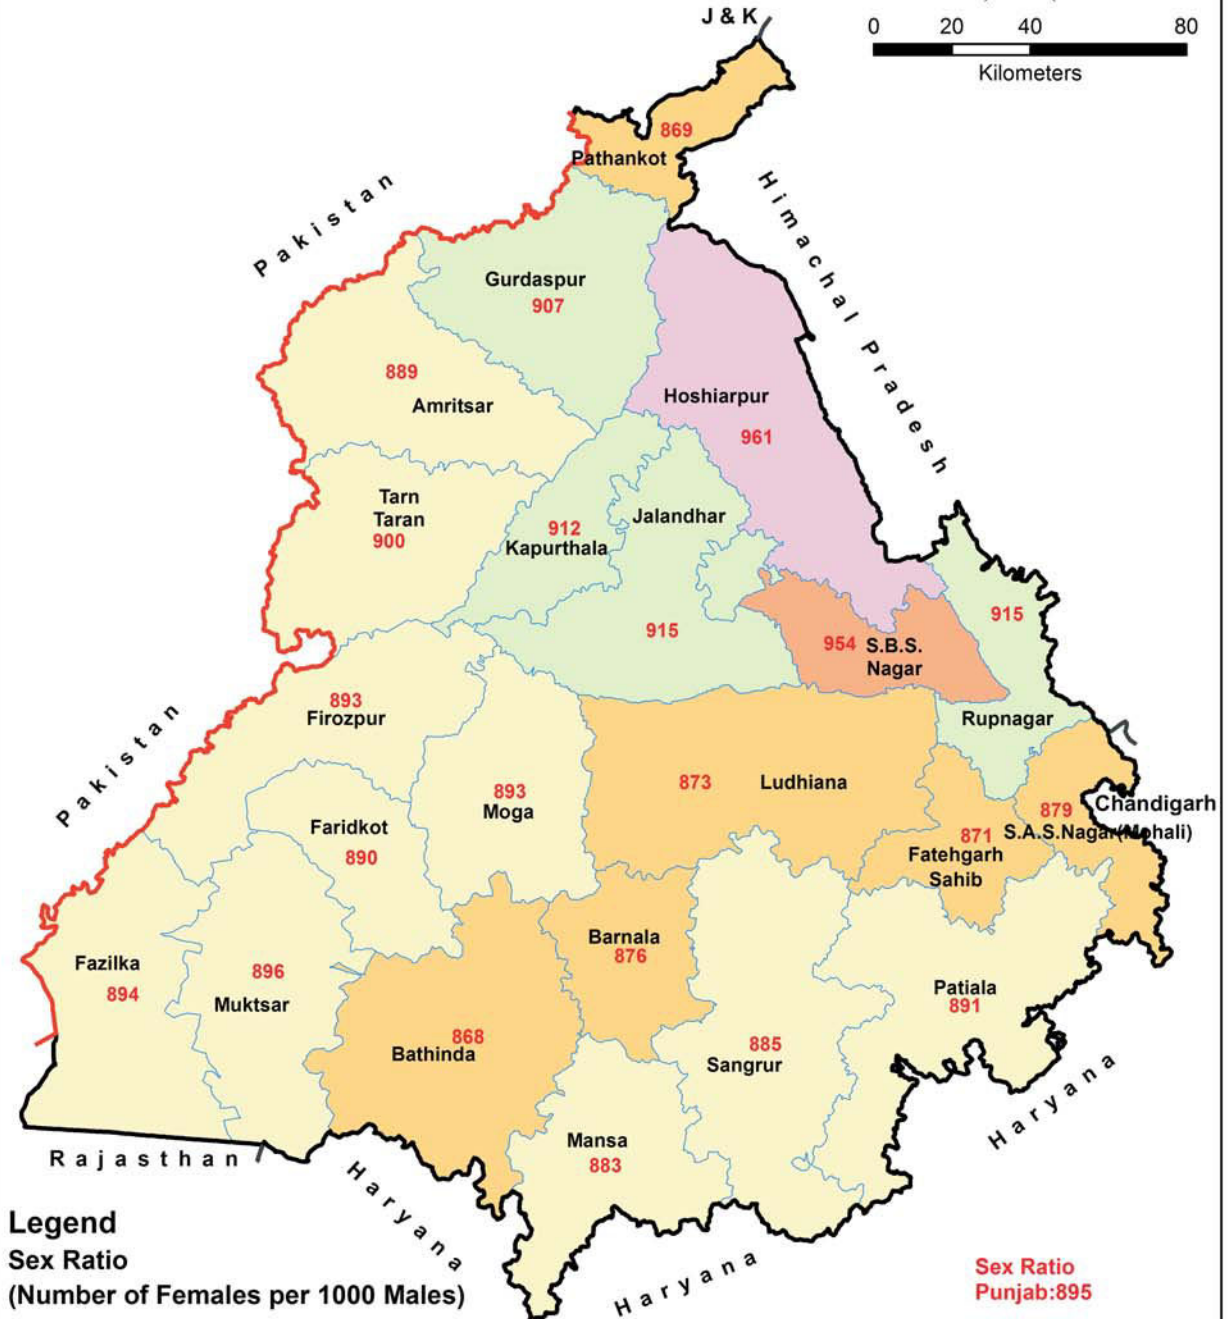 J & K
0 20 40 80
Kilometers
869
Pathankot
Pakistan
Himachal Pradesh
Gurdaspur
907
889
Amritsar
Hoshiarpur
961
Tarn
Taran
900
912
Kapurthala
Jalandhar
915
954 S.B.S.
Nagar
915
Rupnagar
Pakistan
893
Firozpur
893
Moga
873 Ludhiana
Faridkot
890
871
Fatehgarh
Sahib
879
Chandigarh
S.A.S.Nagar(Mohali)
Fazilka
894
896
Muktsar
Barnala
876
Patiala
891
868
Bathinda
885
Sangrur
Mansa
883
Rajasthan
Haryana
Haryana
Haryana
Legend
Sex Ratio
(Number of Females per 1000 Males)
Sex Ratio
Punjab:895